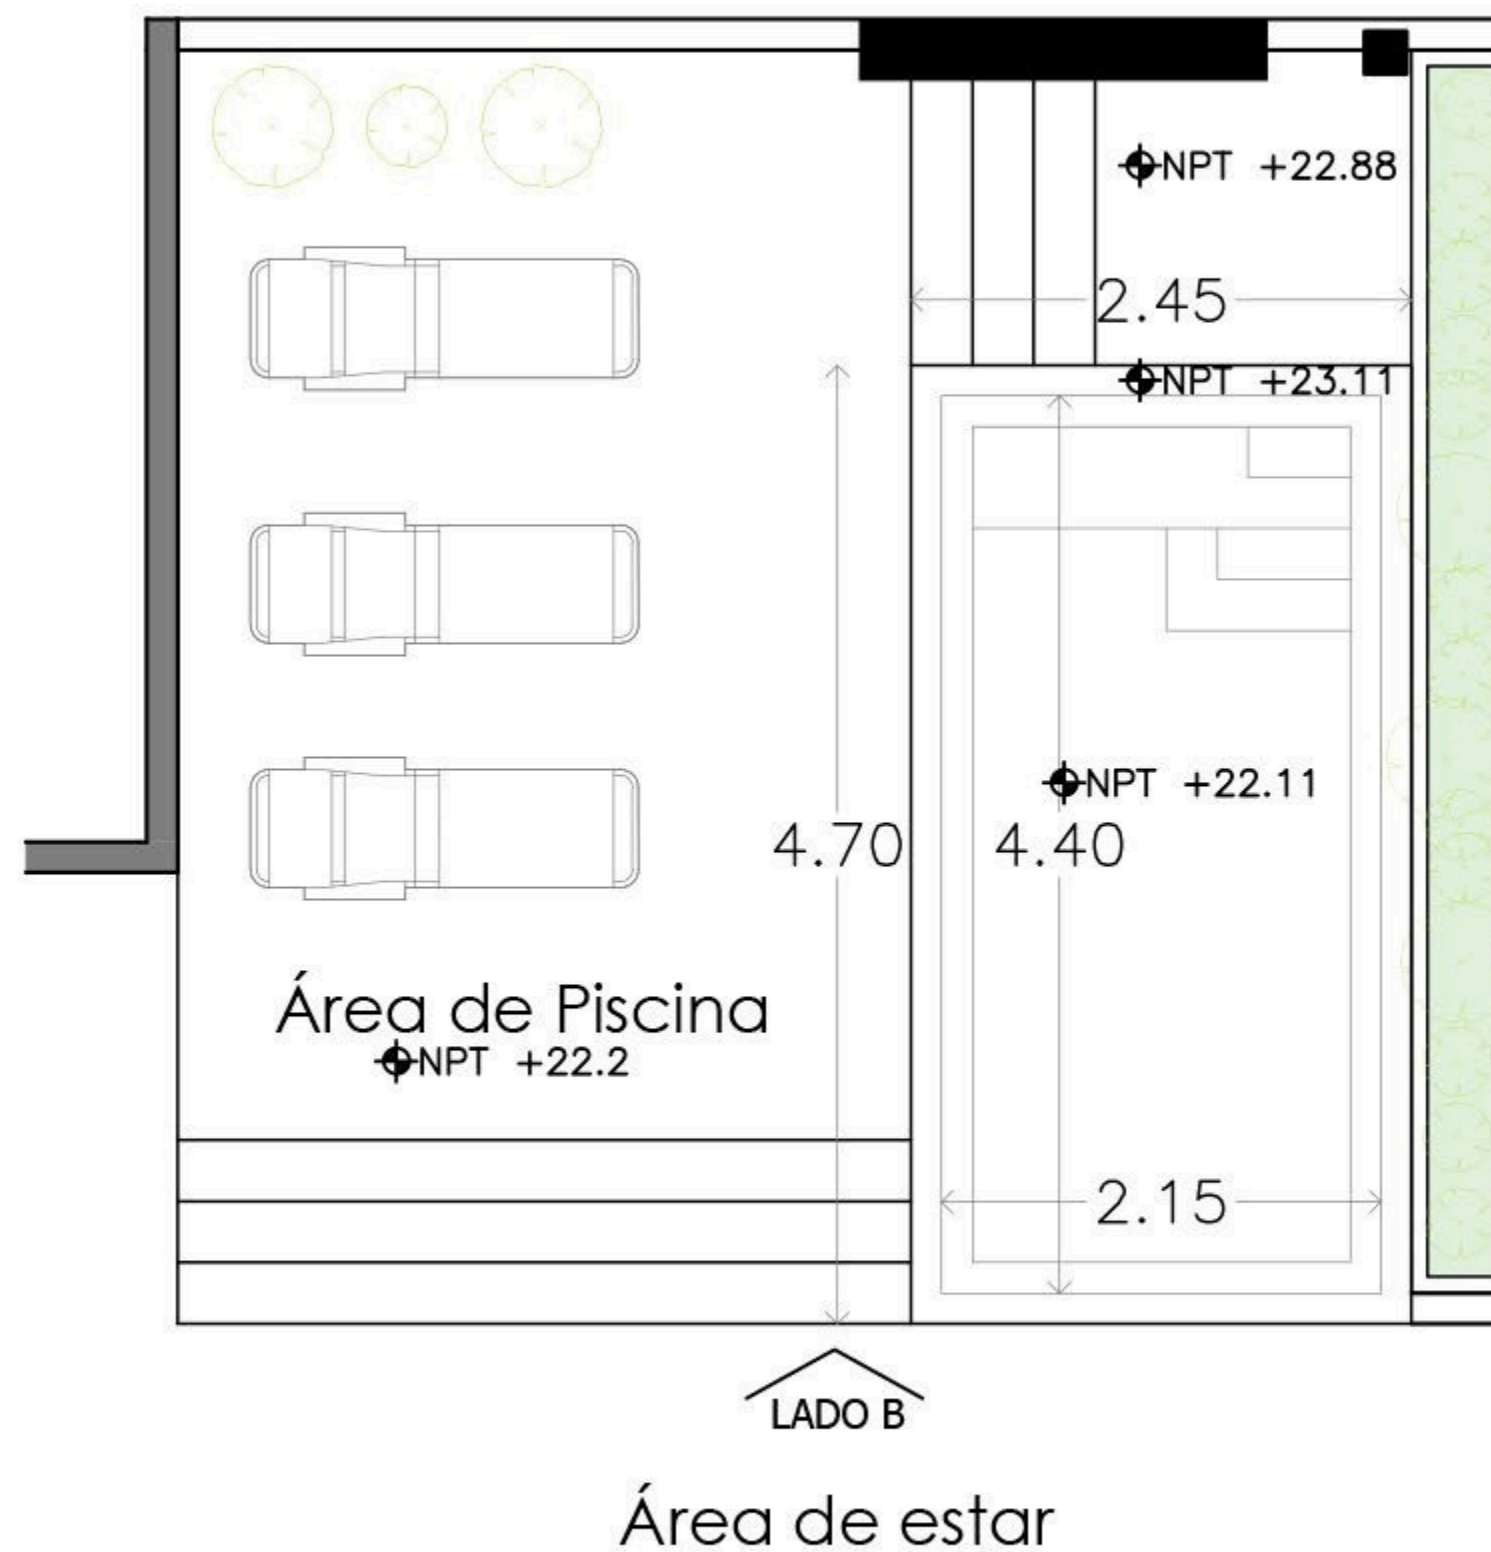 NPT +22.88
2.45
NPT +23.11
NPT +22.11
4.70
4.40
Área de Piscina
NPT +22.2
2.15
LADO B
Área de estar